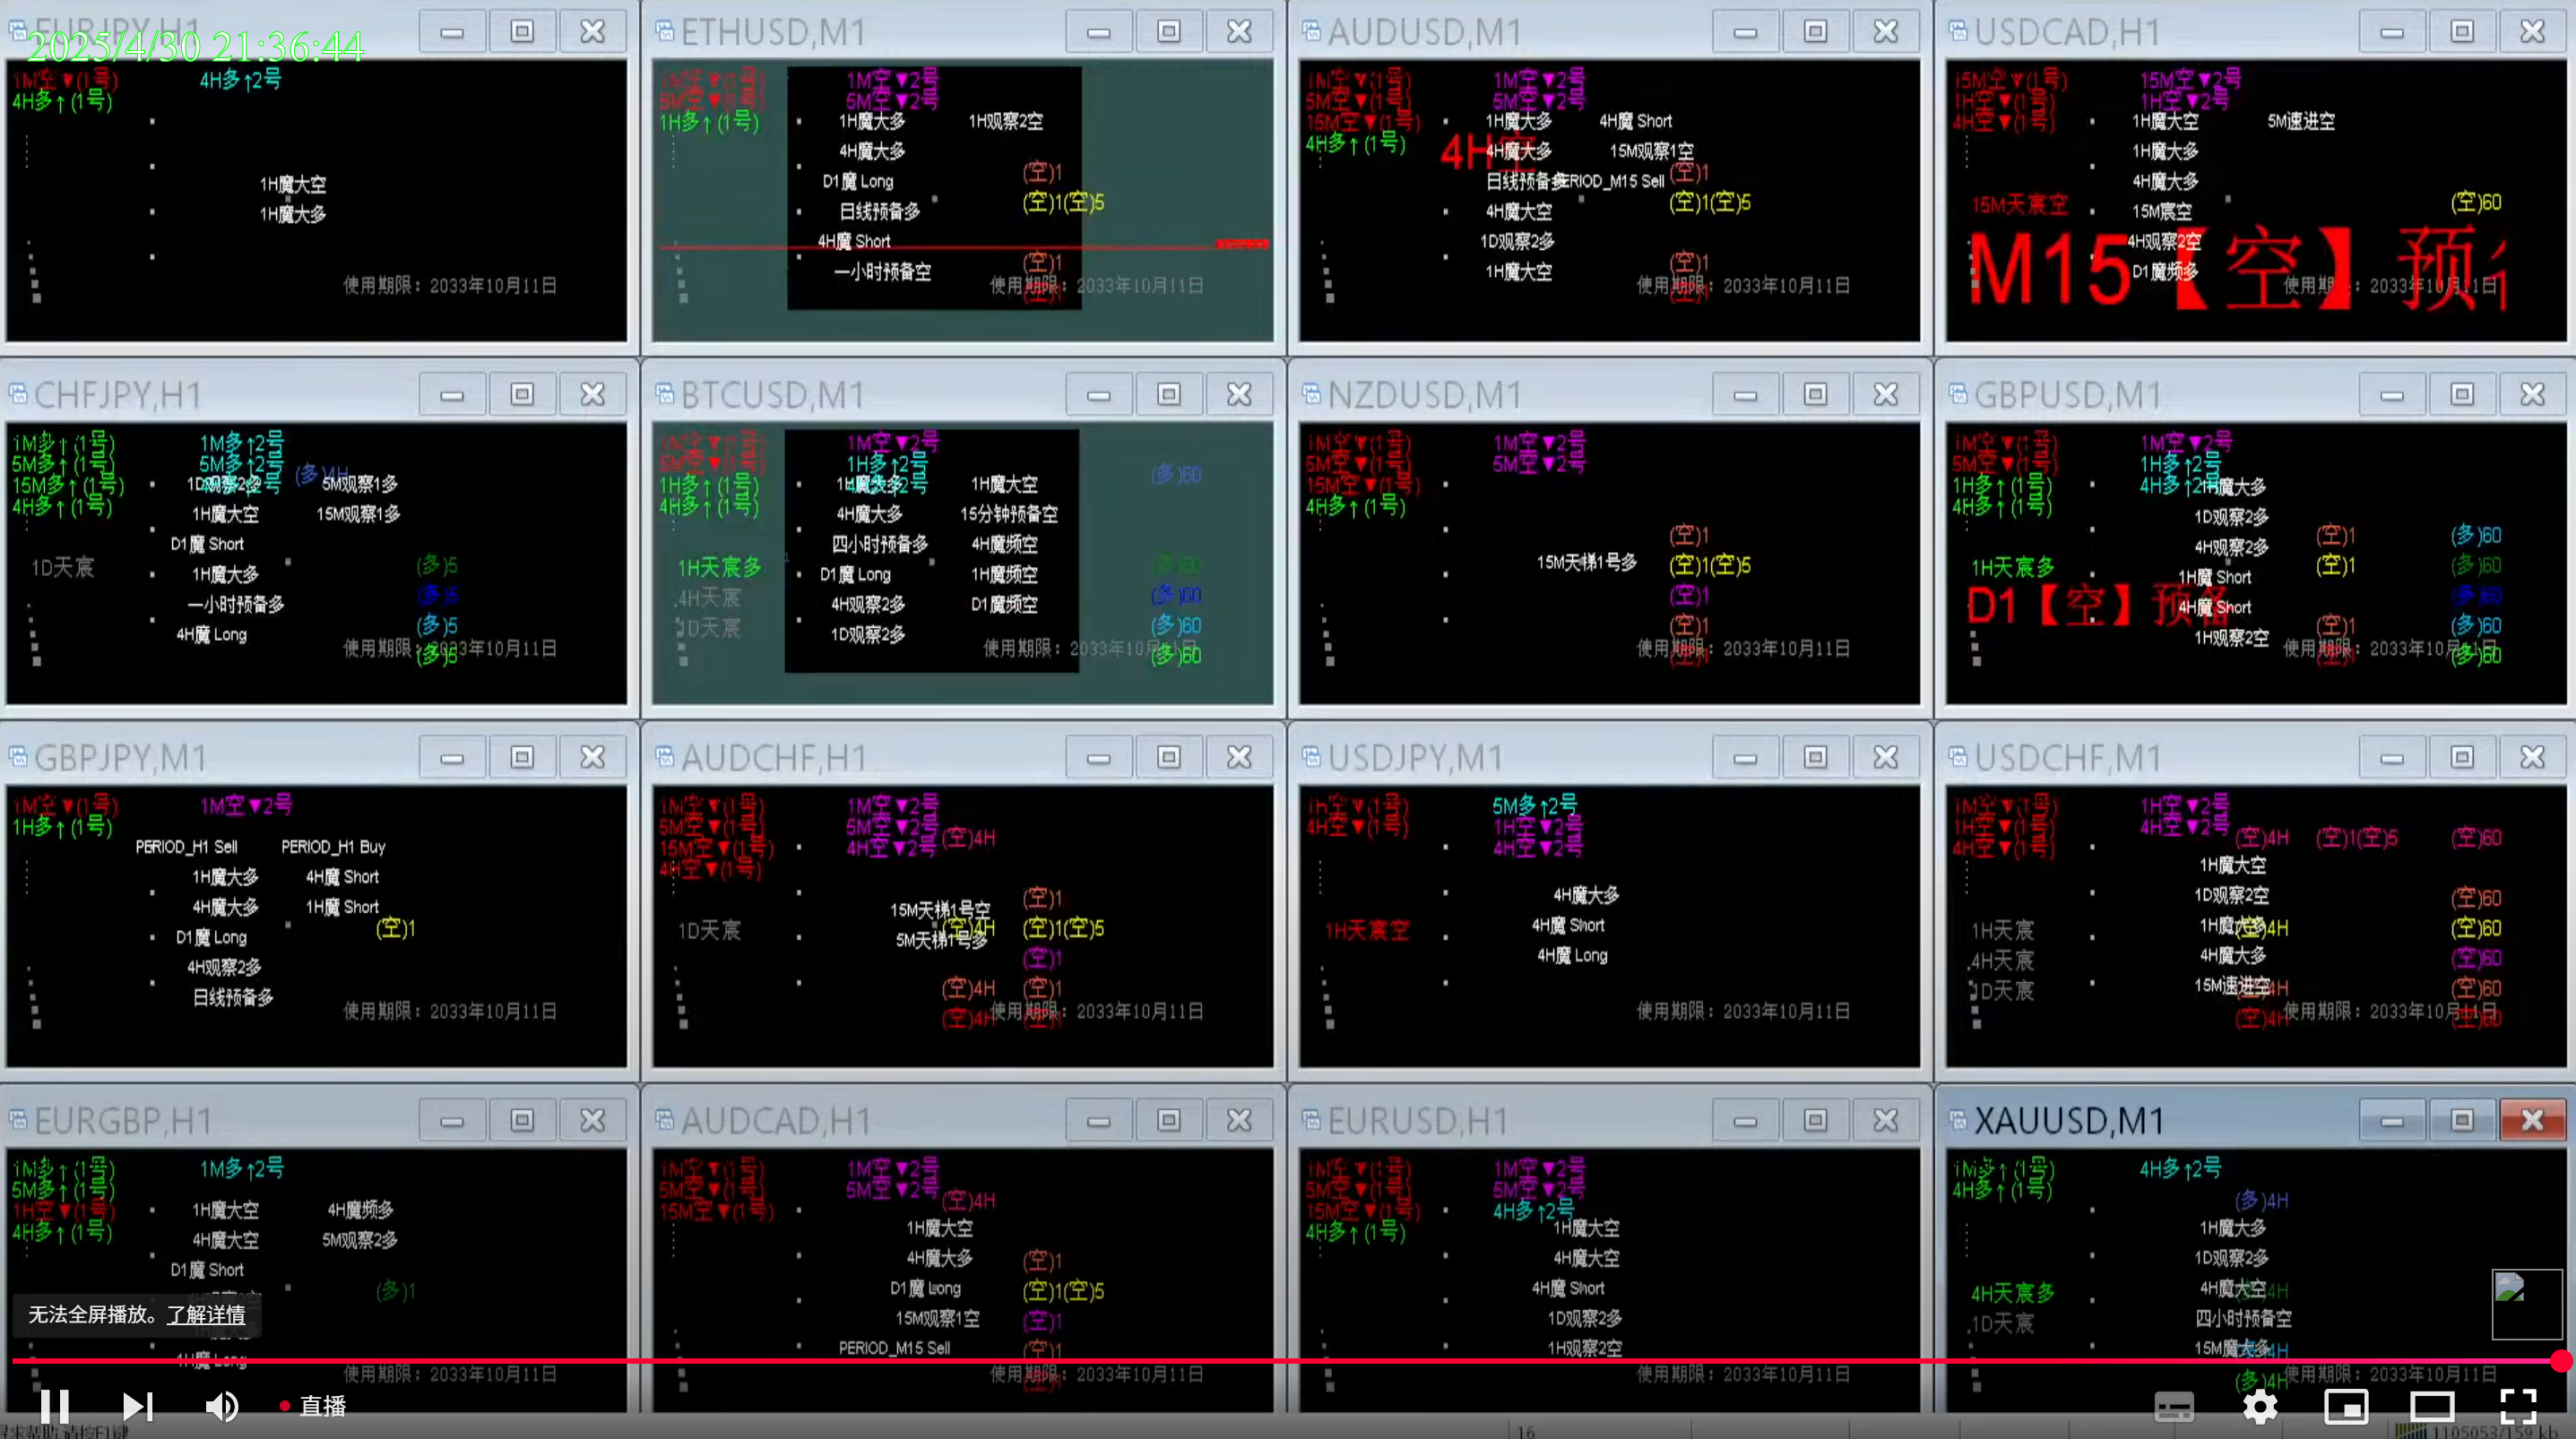 EURJPY,H1
2025/4/30 21:36:44
1M空▼(1号)
4H多↑(1号)
4H多↑2号
1H魔大空
1H魔大多
使用期限：2033年10月11日
ETHUSD,M1
1M空▼(1号)
5M空▼(1号)
1H多↑(1号)
1M空▼2号
5M空▼2号
1H魔大多 1H观察2空
4H魔大多
(空)1
D1魔 Long
(空)1(空)5
日线预备多
4H魔 Short
(空)1
一小时预备空
使用期限：2033年10月11日
AUDUSD,M1
1M空▼(1号)
5M空▼(1号)
15M空▼(1号)
4H多↑(1号)
1M空▼2号
5M空▼2号
1H魔大多 4H魔 Short
4H空
4H魔大多 15M观察1空
(空)1
日线预备多 PERIOD_M15 Sell
(空)1(空)5
4H魔大空
1D观察2多
(空)1
1H魔大空
使用期限：2033年10月11日
USDCAD,H1
15M空▼(1号)
1H空▼(1号)
4H空▼(1号)
15M空▼2号
1H空▼2号
1H魔大空 5M速进空
1H魔大多
4H魔大多
15M天宸空
15M宸空
(空)60
4H观察2空
M15【空】预
D1魔频多
使用期限：2033年10月11日
CHFJPY,H1
1M多↑(1号)
5M多↑(1号)
15M多↑(1号)
4H多↑(1号)
1M多↑2号
5M多↑2号
(多)4H
1D观察2多 5M观察1多
1H魔大空 15M观察1多
D1魔 Short
1D天宸
1H魔大多
(多)5
(多)5
一小时预备多
(多)5
4H魔 Long
(多)5
使用期限：2033年10月11日
BTCUSD,M1
1M空▼(1号)
5M空▼(1号)
1H多↑(1号)
4H多↑(1号)
1M空▼2号
1H多↑2号
(多)60
1H魔大多 1H魔大空
4H魔大多 15分钟预备空
四小时预备多 4H魔频空
1H天宸多
(多)60
D1魔 Long 1H魔频空
4H天宸
(多)60
4H观察2多 D1魔频空
1D天宸
(多)60
1D观察2多
(多)60
使用期限：2033年10月11日
NZDUSD,M1
1M空▼(1号)
5M空▼(1号)
15M空▼(1号)
4H多↑(1号)
1M空▼2号
5M空▼2号
(空)1
15M天梯1号多
(空)1(空)5
(空)1
(空)1
使用期限：2033年10月11日
GBPUSD,M1
1M空▼(1号)
5M空▼(1号)
1H多↑(1号)
4H多↑(1号)
1M空▼2号
1H多↑2号
4H多↑2号
1H魔大多
1D观察2多
(空)1 (多)60
4H观察2多
1H天宸多
(空)1 (多)60
1H魔 Short
(多)60
D1【空】预备
4H魔 Short
(空)1 (多)60
1H观察2空
(多)60
使用期限：2033年10月11日
GBPJPY,M1
1M空▼(1号)
1H多↑(1号)
1M空▼2号
PERIOD_H1 Sell PERIOD_H1 Buy
1H魔大多 4H魔 Short
4H魔大多 1H魔 Short
(空)1
D1魔 Long
4H观察2多
日线预备多
使用期限：2033年10月11日
AUDCHF,H1
1M空▼(1号)
5M空▼(1号)
15M空▼(1号)
4H空▼(1号)
1M空▼2号
5M空▼2号
4H空▼2号
(空)4H
(空)1
15M天梯1号空
1D天宸
(空)4H (空)1(空)5
5M天梯1号多
(空)1
(空)4H (空)1
(空)4H
使用期限：2033年10月11日
USDJPY,M1
4H空▼(1号)
5M多↑2号
1H空▼2号
4H空▼2号
4H魔大多
4H魔 Short
1H天宸空
4H魔 Long
使用期限：2033年10月11日
USDCHF,M1
1M空▼(1号)
1H空▼(1号)
4H空▼(1号)
1H空▼2号
4H空▼2号
(空)4H (空)1(空)5 (空)60
1H魔大空
1D观察2空
(空)60
1H魔大多
1H天宸
(空)4H (空)60
4H魔大多
4H天宸
(空)60
15M速进空
1D天宸
(空)60
(空)4H
使用期限：2033年10月11日
EURGBP,H1
1M多↑(1号)
5M多↑(1号)
1H空▼(1号)
4H多↑(1号)
1M多↑2号
1H魔大空 4H魔频多
4H魔大空 5M观察2多
D1魔 Short
(多)1
无法全屏播放。了解详情
4H魔 Long
使用期限：2033年10月11日
AUDCAD,H1
1M空▼(1号)
5M空▼(1号)
15M空▼(1号)
1M空▼2号
5M空▼2号
(空)4H
1H魔大空
4H魔大多
(空)1
D1魔 Long
(空)1(空)5
15M观察1空
(空)1
PERIOD_M15 Sell
(空)1
使用期限：2033年10月11日
EURUSD,H1
1M空▼(1号)
5M空▼(1号)
15M空▼(1号)
4H多↑(1号)
1M空▼2号
5M空▼2号
4H多↑2号
1H魔大空
4H魔大空
4H魔 Short
1D观察2多
1H观察2空
使用期限：2033年10月11日
XAUUSD,M1
1M多↑(1号)
4H多↑(1号)
4H多↑2号
(多)4H
1H魔大多
1D观察2多
4H天宸多
4H魔大空
四小时预备空
1D天宸
15M魔大多
(多)4H
使用期限：2033年10月11日
直播
16
1105053/159 kb